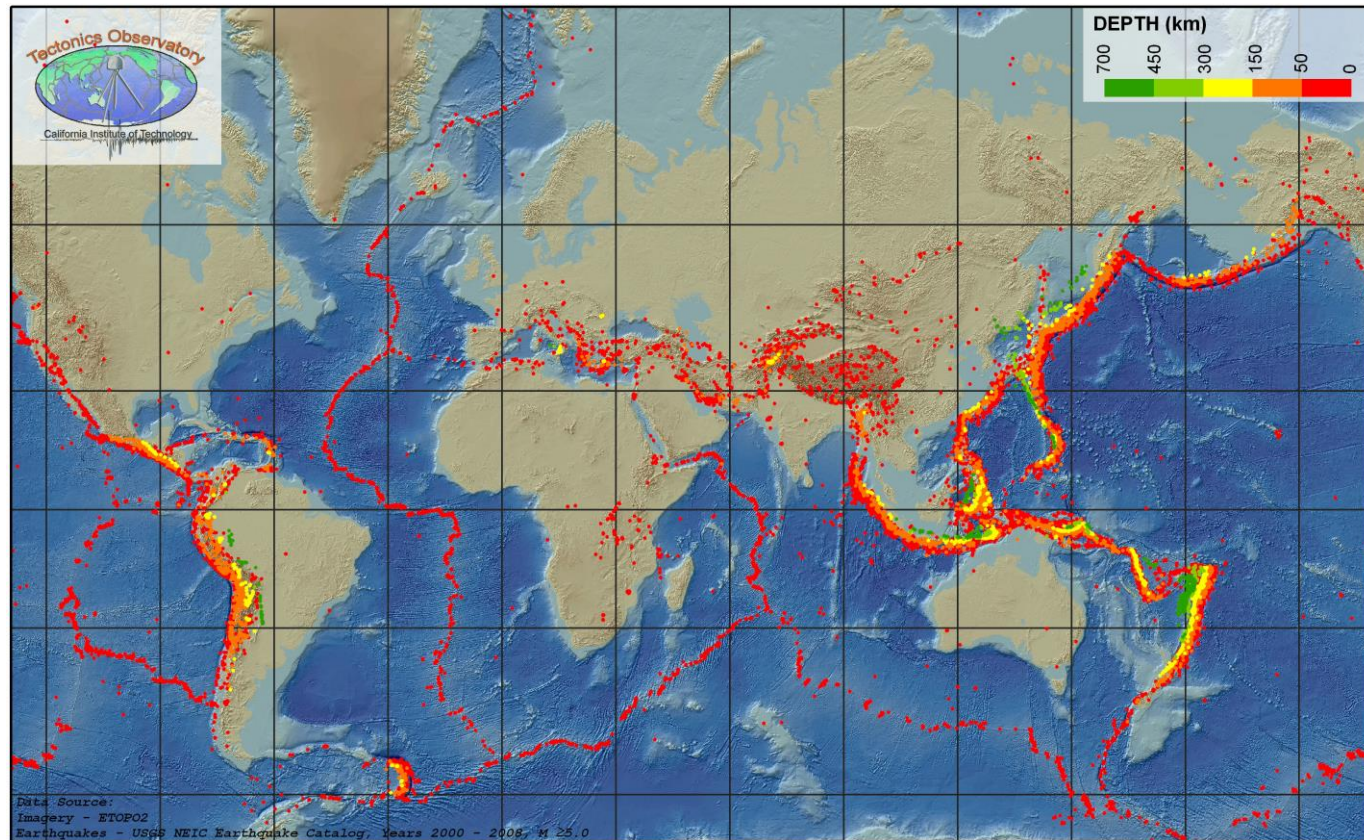 Tectonics Observatory
California Institute of Technology
DEPTH (km)
700 450 300 150 50 0
Data Source:
Imagery - ETOPO2
Earthquakes - USGS NEIC Earthquake Catalog, Years 2000 - 2008, M ≥5.0